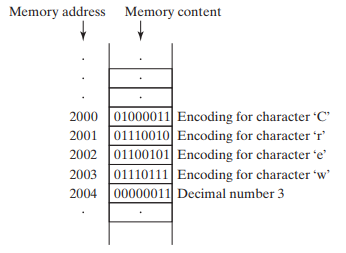 Memory address Memory content
.
. .
. .
2000 01000011 Encoding for character ‘C’
2001 01110010 Encoding for character ‘r’
2002 01100101 Encoding for character ‘e’
2003 01110111 Encoding for character ‘w’
2004 00000011 Decimal number 3
. .